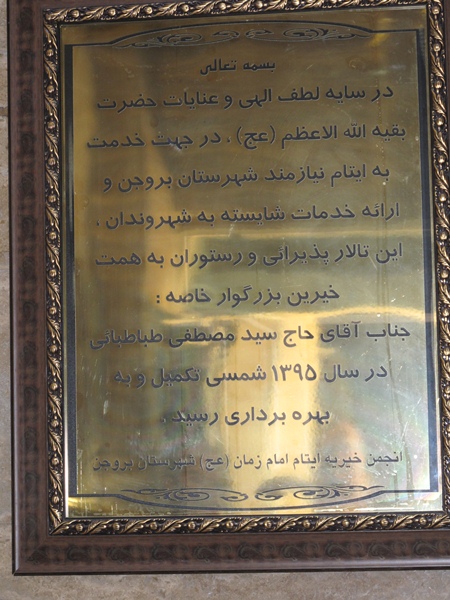 بسمه تعالی
در سایه لطف الهی و عنایات حضرت
بقیه الله الاعظم (عج) ، در جهت خدمت
به ایتام نیازمند شهرستان بروجن و
ارائه خدمات شایسته به شهروندان ،
این تالار پذیرائی و رستوران به همت
خیرین بزرگوار خاصه :
جناب آقای حاج سید مصطفی طباطبائی
در سال ۱۳۹۵ شمسی تکمیل و به
بهره برداری رسید .
انجمن خیریه ایتام امام زمان (عج) شهرستان بروجن